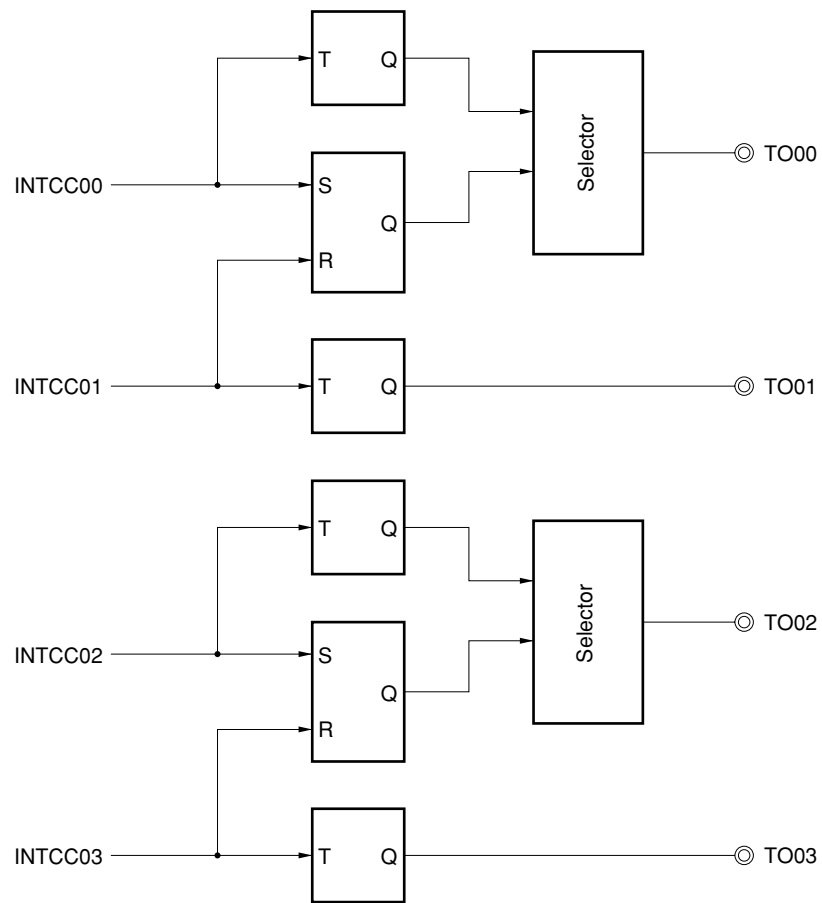 T Q
Selector
TO00
INTCC00
S
Q
R
INTCC01
T Q
TO01
T Q
Selector
TO02
INTCC02
S
Q
R
INTCC03
T Q
TO03